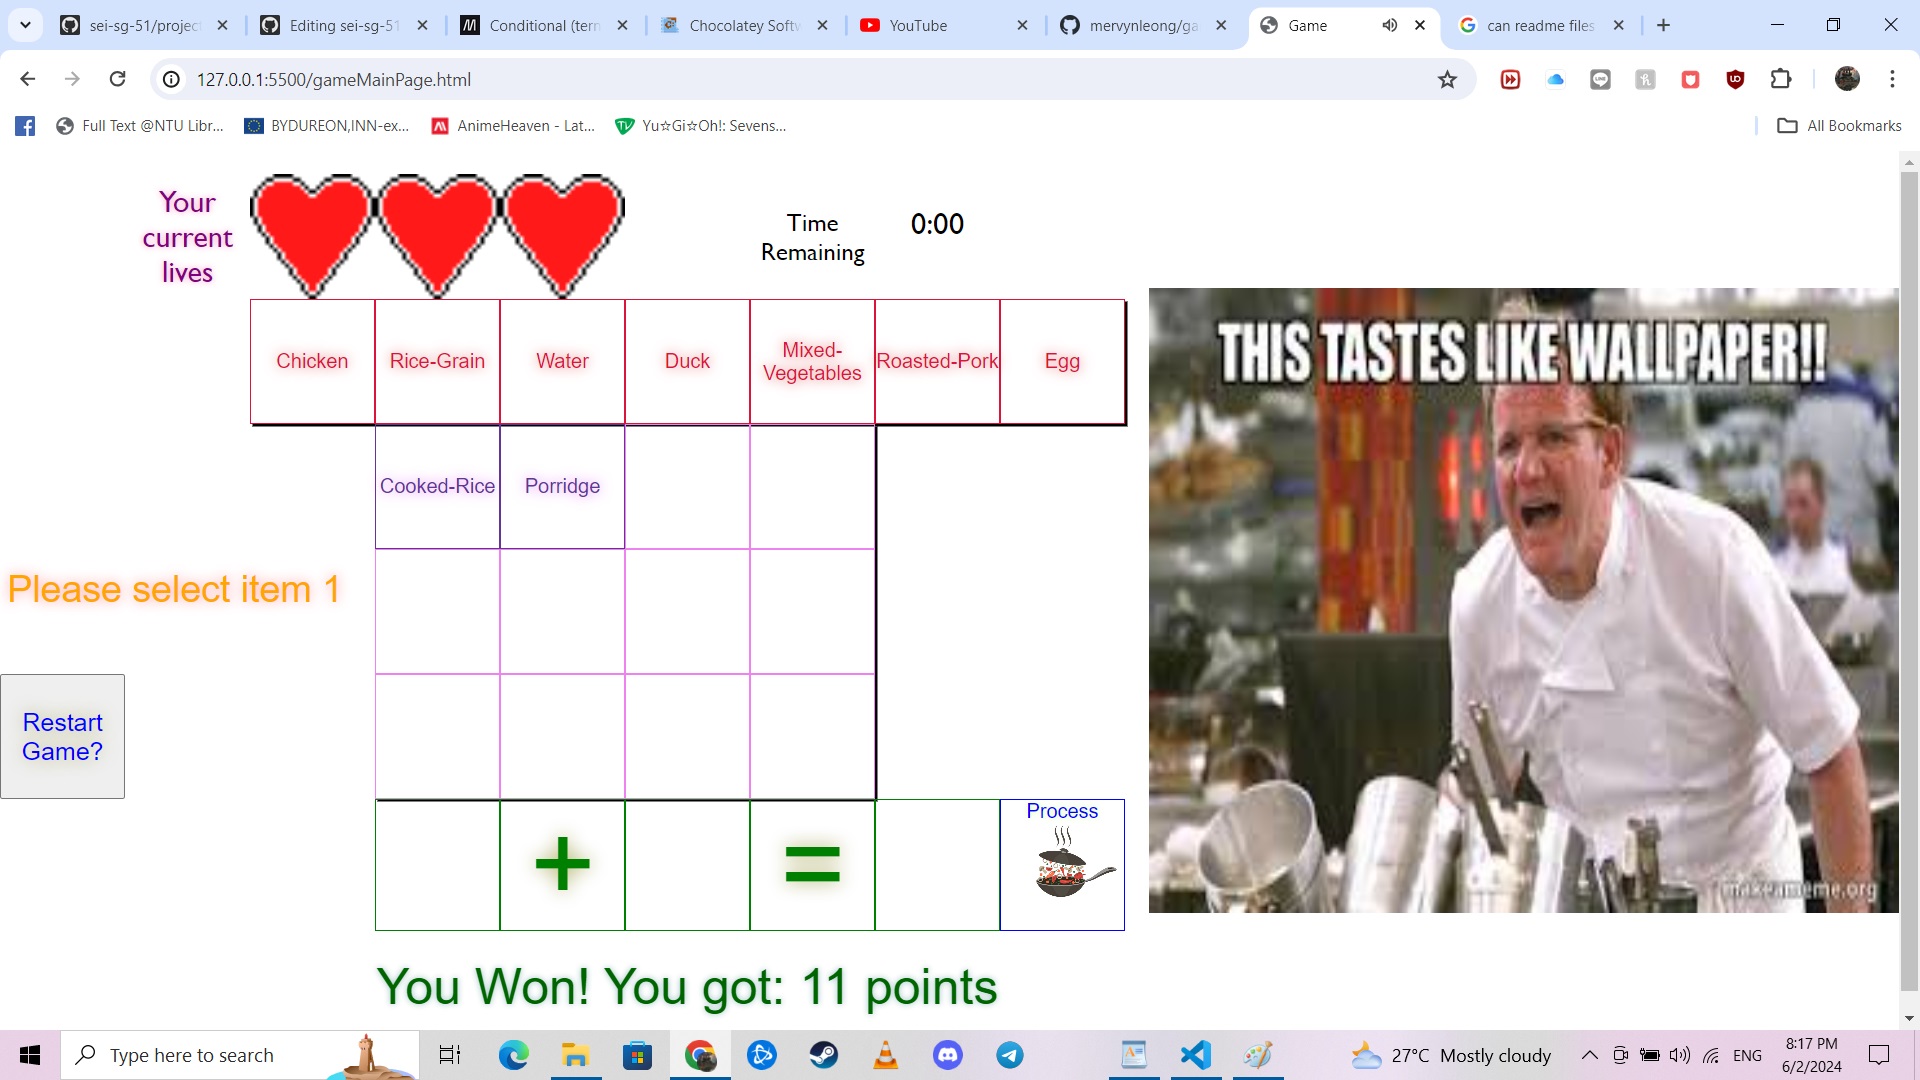 sei-sg-51/project
Editing sei-sg-51
Conditional (tern
Chocolatey Softw
YouTube
mervynleong/ga
Game
can readme files
127.0.0.1:5500/gameMainPage.html
Full Text @NTU Libr...
BYDUREON,INN-ex...
AnimeHeaven - Lat...
Yu☆Gi☆Oh!: Sevens...
All Bookmarks
Your
current
lives
Time
Remaining
0:00
Chicken
Rice-Grain
Water
Duck
Mixed-
Vegetables
Roasted-Pork
Egg
THIS TASTES LIKE WALLPAPER!!
Cooked-Rice
Porridge
Please select item 1
Restart
Game?
+
=
Process
makeameme.org
You Won! You got: 11 points
Type here to search
27°C Mostly cloudy
ENG
8:17 PM
6/2/2024